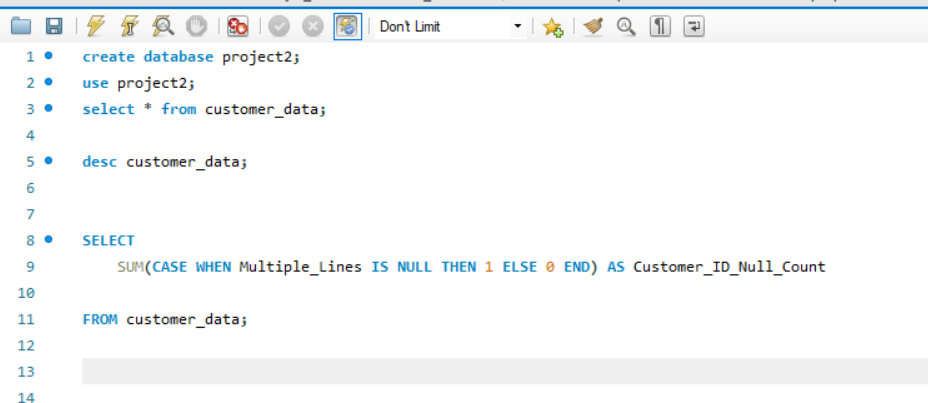 Don't Limit
1 create database project2;
2 use project2;
3 select * from customer_data;
4
5 desc customer_data;
6
7
8 SELECT
9 SUM(CASE WHEN Multiple_Lines IS NULL THEN 1 ELSE 0 END) AS Customer_ID_Null_Count
10
11 FROM customer_data;
12
13
14